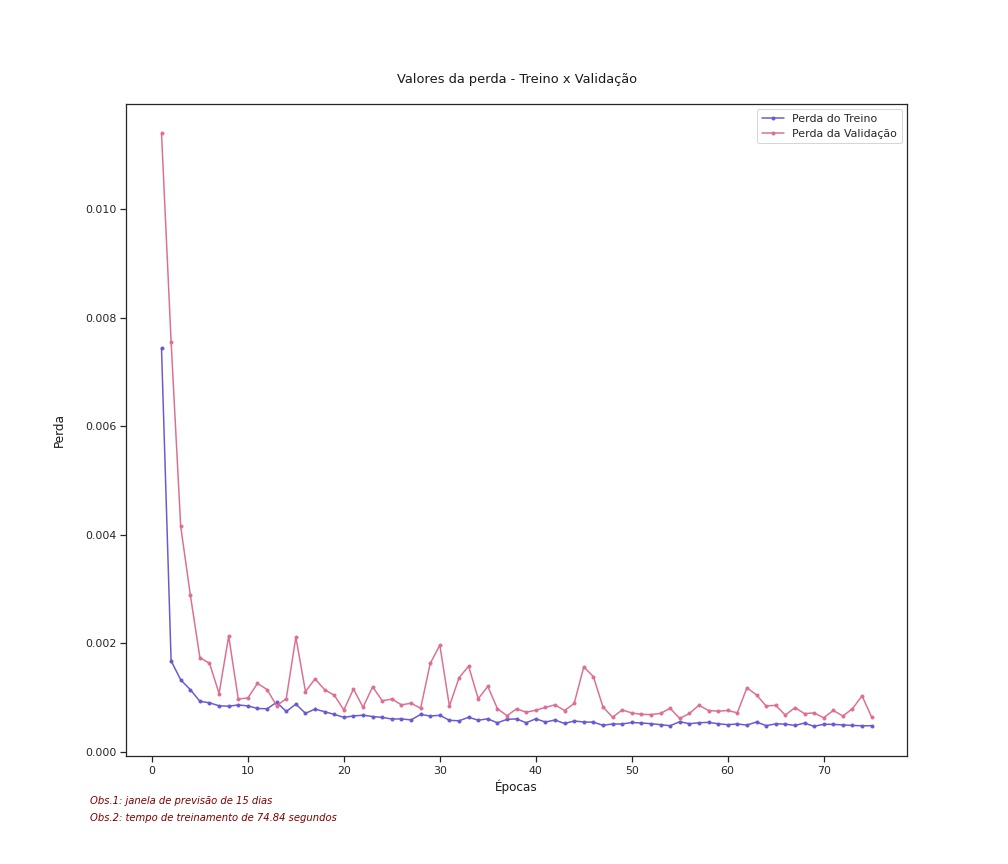 Valores da perda - Treino x Validação
Perda do Treino
Perda da Validação
0.010
0.008
0.006
0.004
0.002
0.000
Perda
0 10 20 30 40 50 60 70
Épocas
Obs.1: janela de previsão de 15 dias
Obs.2: tempo de treinamento de 74.84 segundos